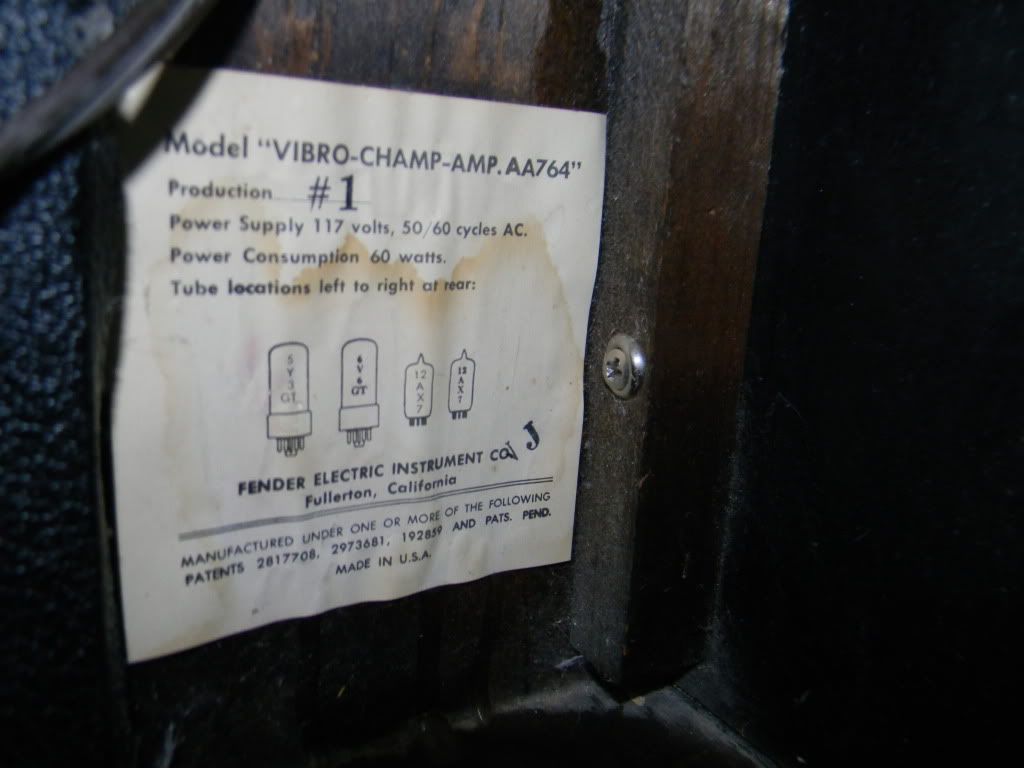 Model "VIBRO-CHAMP-AMP. AA764"
Production #1
Power Supply 117 volts, 50/60 cycles AC.
Power Consumption 60 watts.
Tube locations left to right at rear:
5Y3GT 6V6GT 12AX7 12AX7
FENDER ELECTRIC INSTRUMENT CO. J
Fullerton, California
MANUFACTURED UNDER ONE OR MORE OF THE FOLLOWING
PATENTS 2817708, 2973681, 192859 AND PATS. PEND.
MADE IN U.S.A.